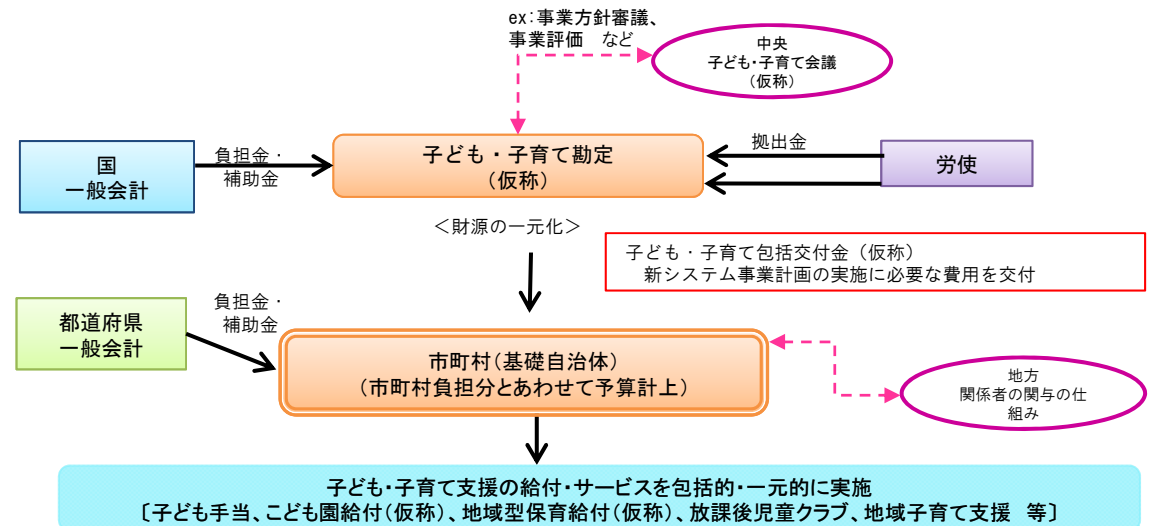 ex:事業方針審議、
事業評価 など
中央
子ども・子育て会議
(仮称)
国
一般会計
負担金・
補助金
子ども・子育て勘定
(仮称)
拠出金
労使
＜財源の一元化＞
子ども・子育て包括交付金（仮称）
新システム事業計画の実施に必要な費用を交付
都道府県
一般会計
負担金・
補助金
市町村(基礎自治体)
(市町村負担分とあわせて予算計上)
地方
関係者の関与の仕
組み
子ども・子育て支援の給付・サービスを包括的・一元的に実施
〔子ども手当、こども園給付(仮称)、地域型保育給付(仮称)、放課後児童クラブ、地域子育て支援 等〕